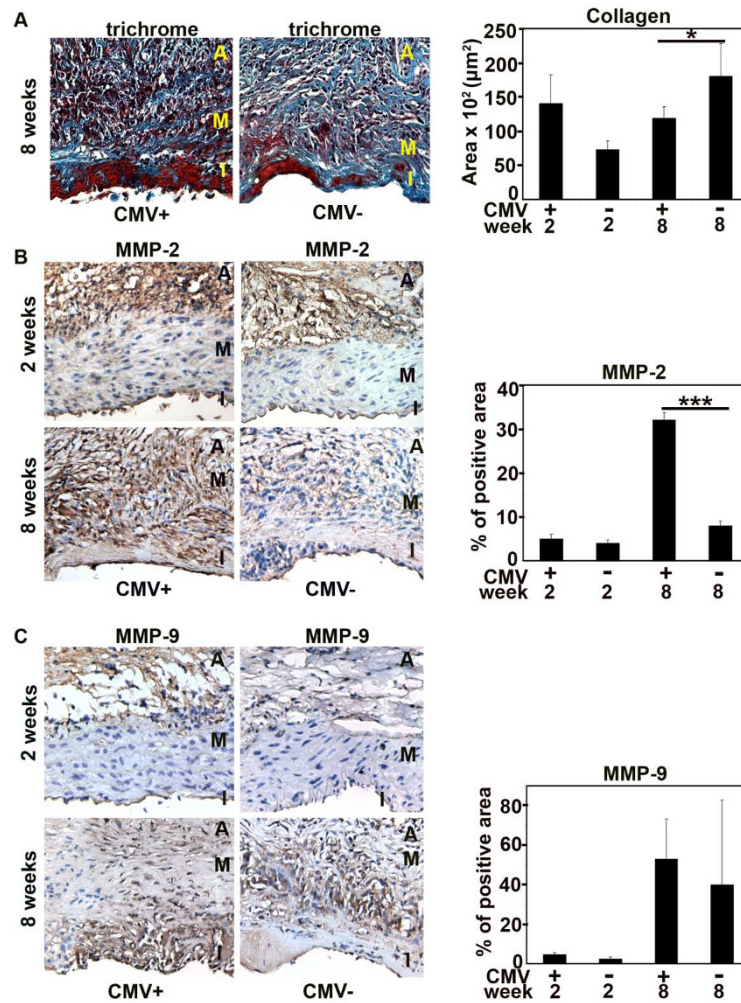 A
trichrome
trichrome
8 weeks
A
M
I
A
M
I
CMV+
CMV-
Collagen
Area x 10² (µm²)
200
150
100
50
0
*
CMV + - + -
week 2 2 8 8
B
MMP-2
MMP-2
2 weeks
A
M
I
A
M
I
8 weeks
A
M
I
A
M
I
CMV+
CMV-
MMP-2
% of positive area
40
30
20
10
0
***
CMV + - + -
week 2 2 8 8
C
MMP-9
MMP-9
2 weeks
A
M
I
A
M
I
8 weeks
A
M
I
A
M
I
CMV+
CMV-
MMP-9
% of positive area
80
60
40
20
0
CMV + - + -
week 2 2 8 8